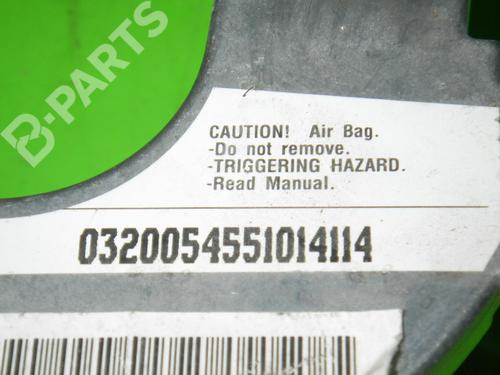 B-PARTS
CAUTION! Air Bag.
-Do not remove.
-TRIGGERING HAZARD.
-Read Manual.
0320054551014114